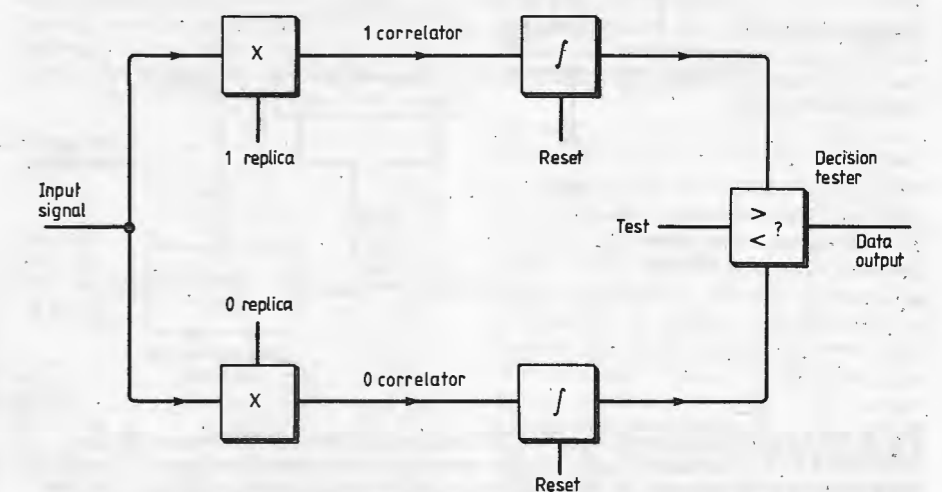 1 correlator
X
∫
1 replica
Reset
Decision
tester
Input
signal
>
< ?
Test
Data
output
0 replica
0 correlator
X
∫
Reset